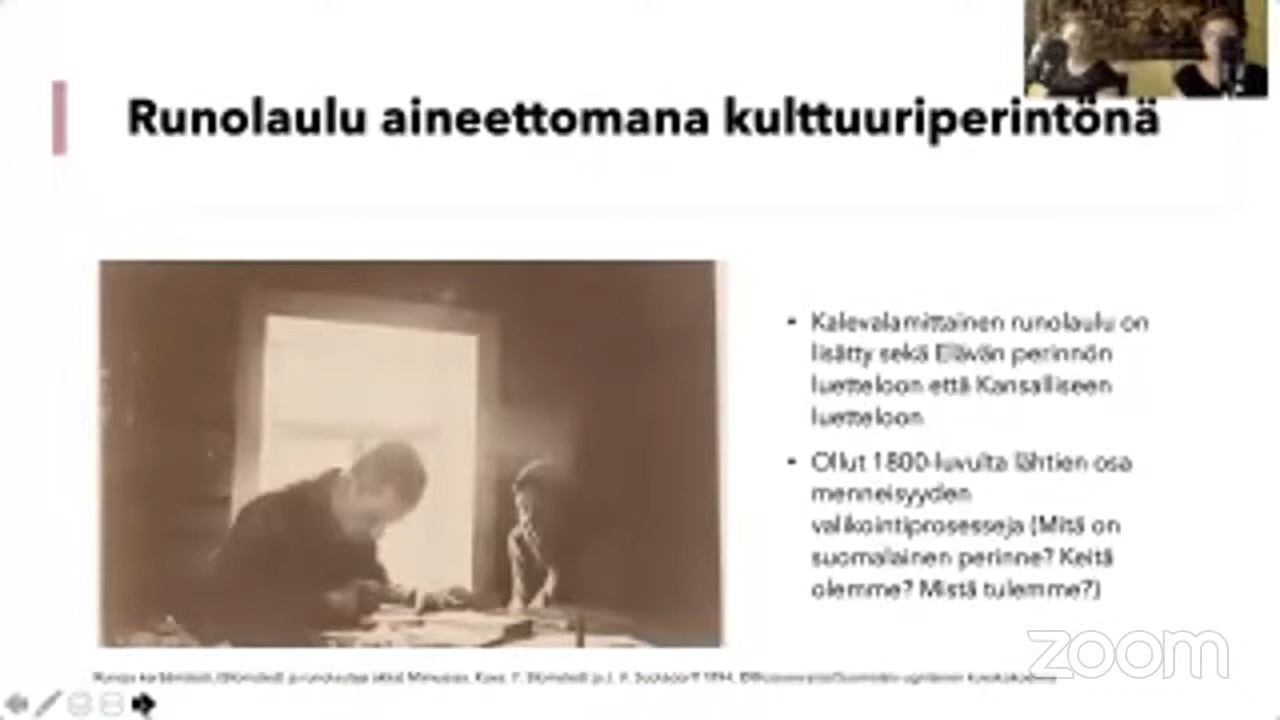 Runolaulu aineettomana kulttuuriperintönä
• Kalevalamittainen runolaulu on
lisätty sekä Elävän perinnön
luetteloon että Kansalliseen
luetteloon
• Ollut 1800-luvulta lähtien osa
menneisyyden
valikointiprosesseja (Mitä on
suomalainen perinne? Keitä
olemme? Mistä tulemme?)
zoom